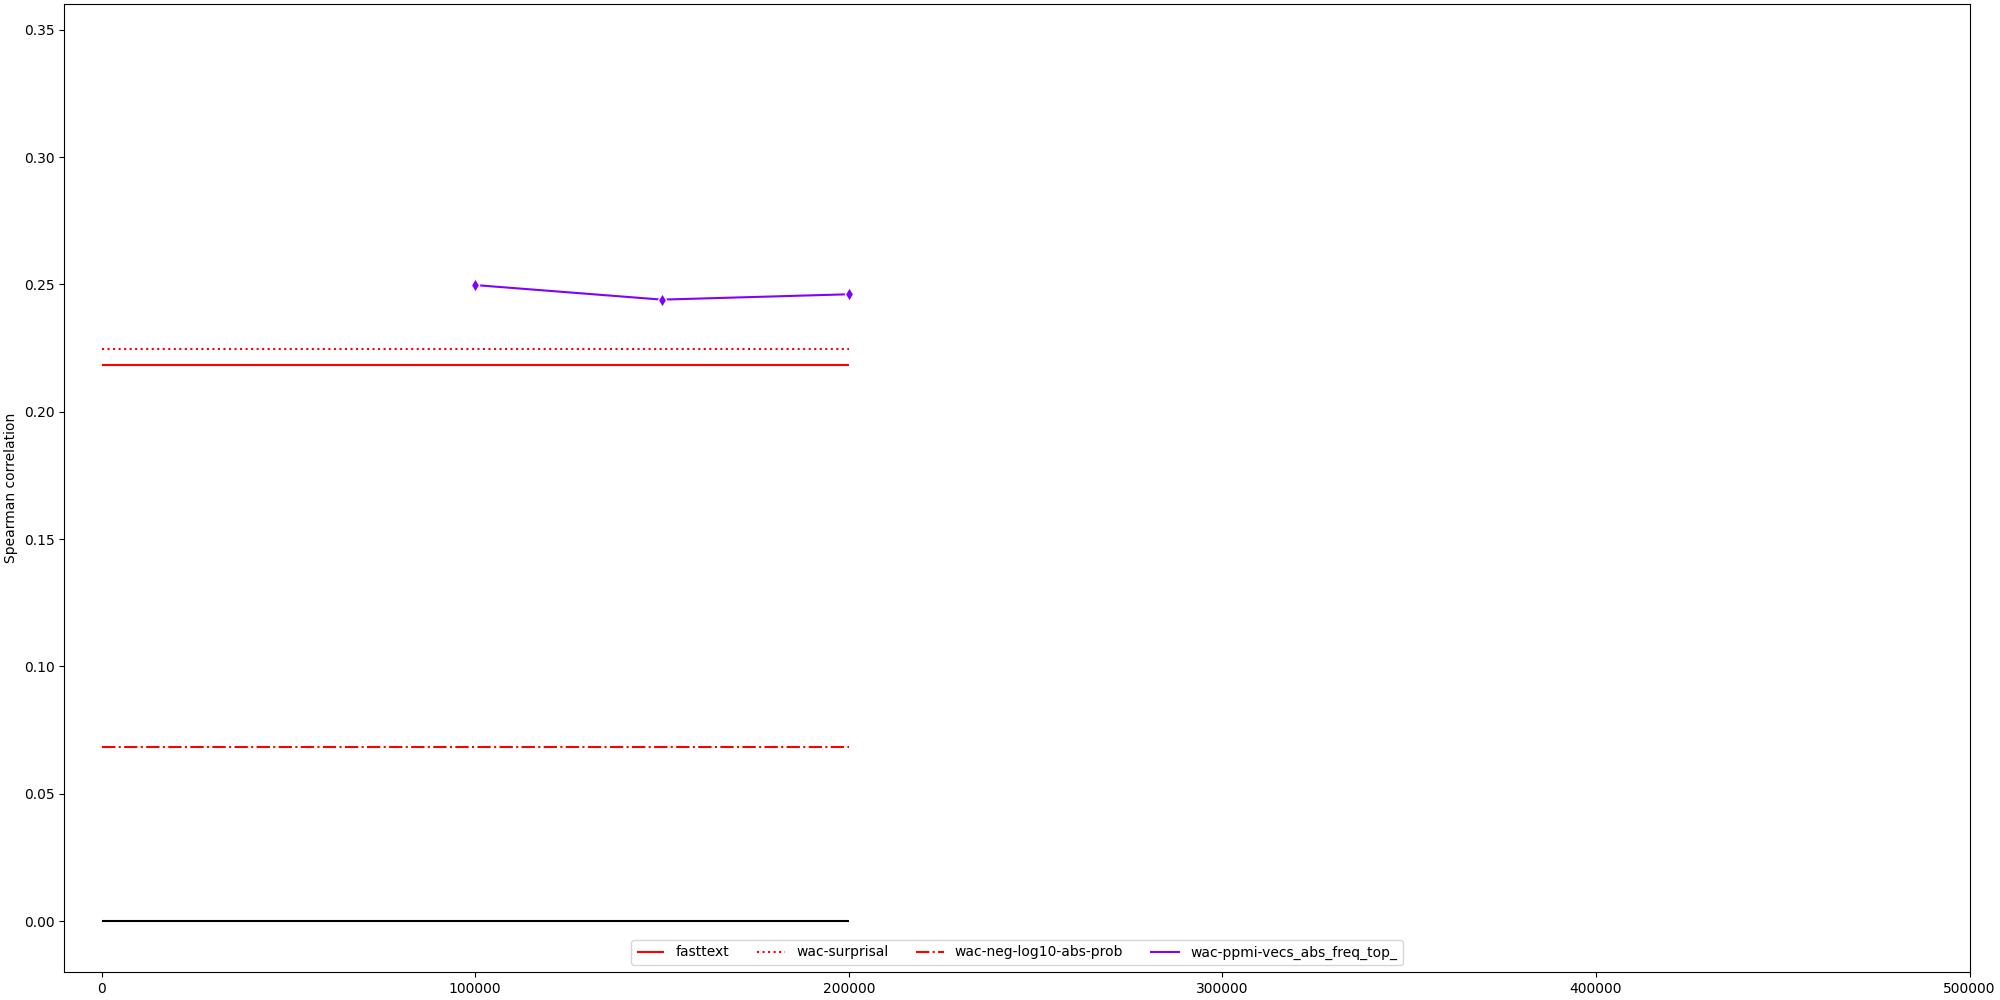 0.35
0.30
0.25
0.20
0.15
0.10
0.05
0.00
Spearman correlation
fasttext wac-surprisal wac-neg-log10-abs-prob wac-ppmi-vecs_abs_freq_top_
0 100000 200000 300000 400000 500000